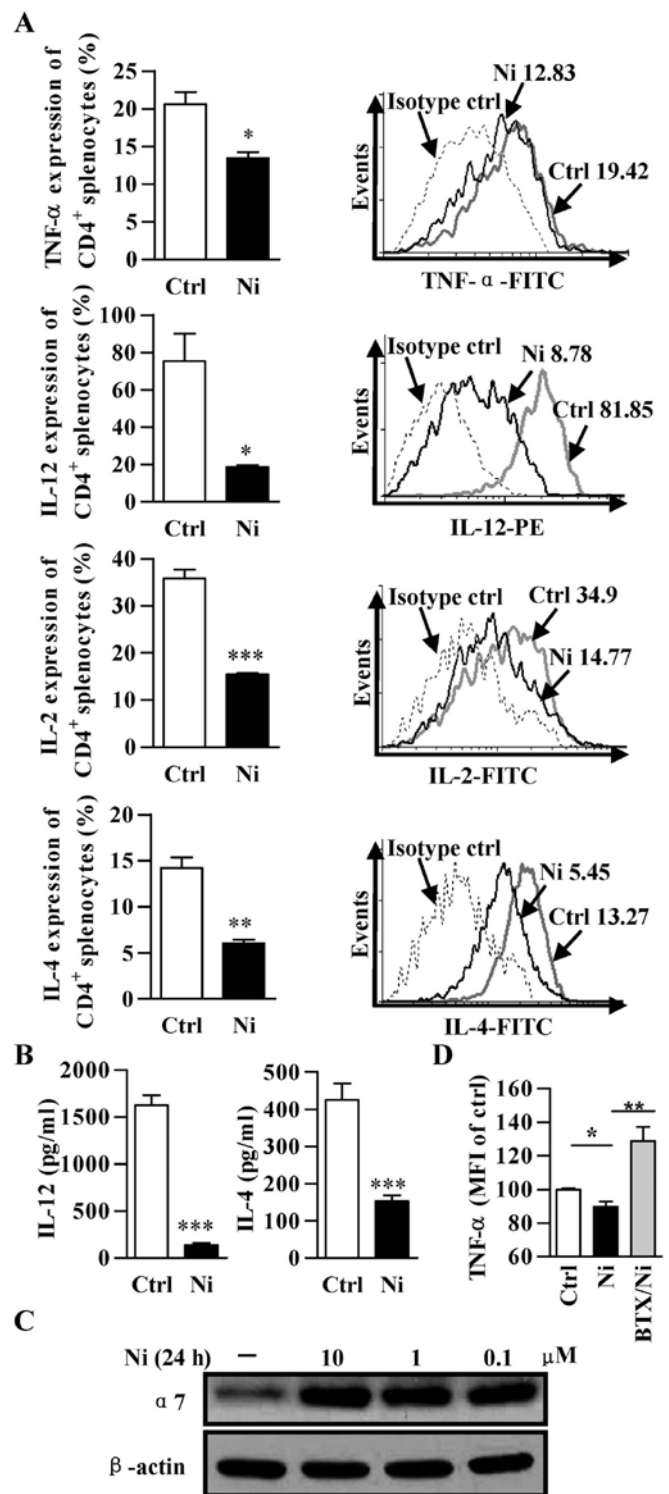 A
TNF-α expression of
CD4+ splenocytes (%)
25
20
15
10
5
0
*
Ctrl Ni
Isotype ctrl
Ni 12.83
Ctrl 19.42
Events
TNF-α-FITC
IL-12 expression of
CD4+ splenocytes (%)
100
80
60
40
20
0
*
Ctrl Ni
Isotype ctrl
Ni 8.78
Ctrl 81.85
Events
IL-12-PE
IL-2 expression of
CD4+ splenocytes (%)
40
30
20
10
0
***
Ctrl Ni
Isotype ctrl
Ctrl 34.9
Ni 14.77
Events
IL-2-FITC
IL-4 expression of
CD4+ splenocytes (%)
20
15
10
5
0
**
Ctrl Ni
Isotype ctrl
Ni 5.45
Ctrl 13.27
Events
IL-4-FITC
B
IL-12 (pg/ml)
2000
1500
1000
500
0
***
Ctrl Ni
IL-4 (pg/ml)
500
400
300
200
100
0
***
Ctrl Ni
D
TNF-α (MFI of ctrl)
160
140
120
100
80
60
*
**
Ctrl
Ni
BTX/Ni
C
Ni (24 h) – 10 1 0.1 μM
α7
β-actin